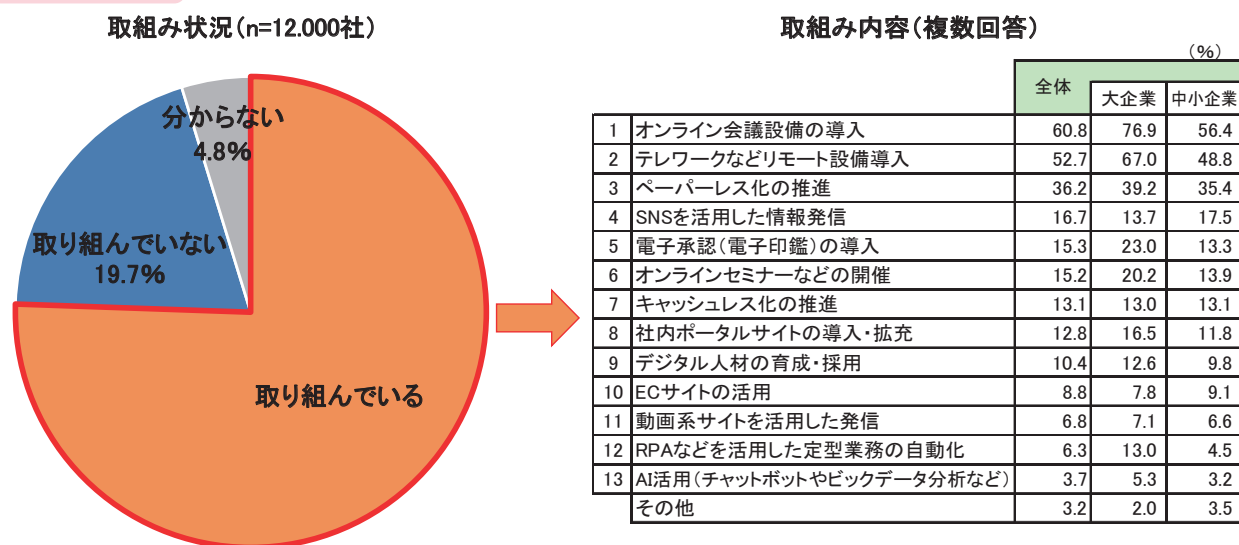 取組み状況(n=12.000社)
分からない
4.8%
取り組んでいない
19.7%
取り組んでいる
取組み内容(複数回答)
(%)
全体 大企業 中小企業
1 オンライン会議設備の導入 60.8 76.9 56.4
2 テレワークなどリモート設備導入 52.7 67.0 48.8
3 ペーパーレス化の推進 36.2 39.2 35.4
4 SNSを活用した情報発信 16.7 13.7 17.5
5 電子承認(電子印鑑)の導入 15.3 23.0 13.3
6 オンラインセミナーなどの開催 15.2 20.2 13.9
7 キャッシュレス化の推進 13.1 13.0 13.1
8 社内ポータルサイトの導入・拡充 12.8 16.5 11.8
9 デジタル人材の育成・採用 10.4 12.6 9.8
10 ECサイトの活用 8.8 7.8 9.1
11 動画系サイトを活用した発信 6.8 7.1 6.6
12 RPAなどを活用した定型業務の自動化 6.3 13.0 4.5
13 AI活用(チャットボットやビックデータ分析など) 3.7 5.3 3.2
その他 3.2 2.0 3.5